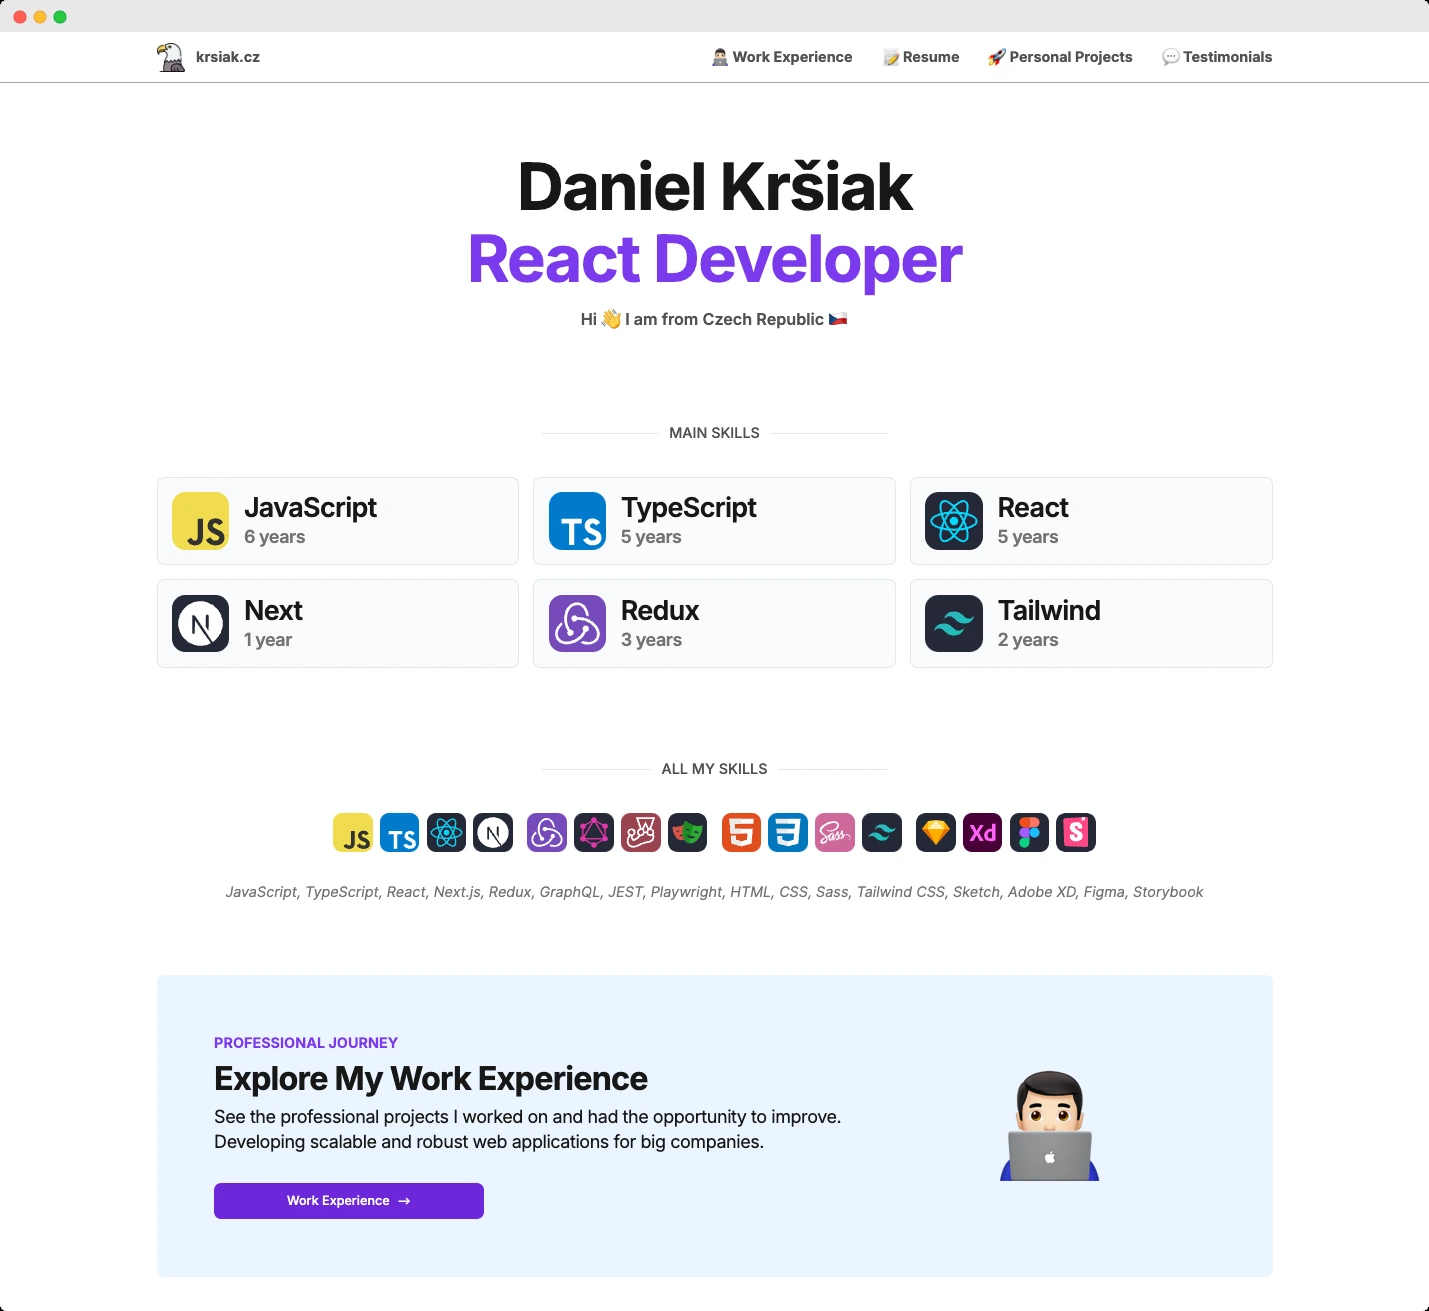 krsiak.cz
Work Experience
Resume
Personal Projects
Testimonials
Daniel Kršiak
React Developer
Hi 👋 I am from Czech Republic 🇨🇿
MAIN SKILLS
JS
JavaScript
6 years
TS
TypeScript
5 years
React
5 years
N
Next
1 year
Redux
3 years
Tailwind
2 years
ALL MY SKILLS
JS TS N 5 3 Sass Xd S
JavaScript, TypeScript, React, Next.js, Redux, GraphQL, JEST, Playwright, HTML, CSS, Sass, Tailwind CSS, Sketch, Adobe XD, Figma, Storybook
PROFESSIONAL JOURNEY
Explore My Work Experience
See the professional projects I worked on and had the opportunity to improve.
Developing scalable and robust web applications for big companies.
Work Experience →